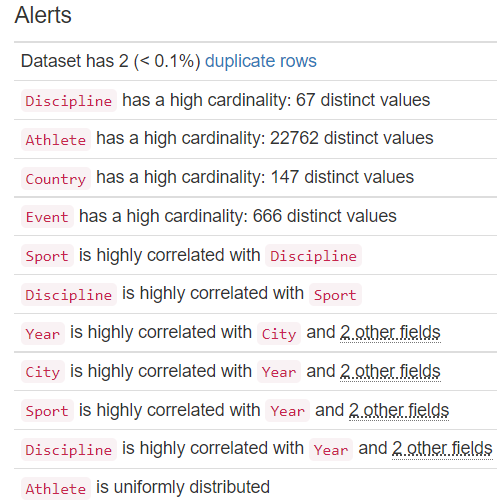 Alerts
Dataset has 2 (< 0.1%) duplicate rows
Discipline has a high cardinality: 67 distinct values
Athlete has a high cardinality: 22762 distinct values
Country has a high cardinality: 147 distinct values
Event has a high cardinality: 666 distinct values
Sport is highly correlated with Discipline
Discipline is highly correlated with Sport
Year is highly correlated with City and 2 other fields
City is highly correlated with Year and 2 other fields
Sport is highly correlated with Year and 2 other fields
Discipline is highly correlated with Year and 2 other fields
Athlete is uniformly distributed